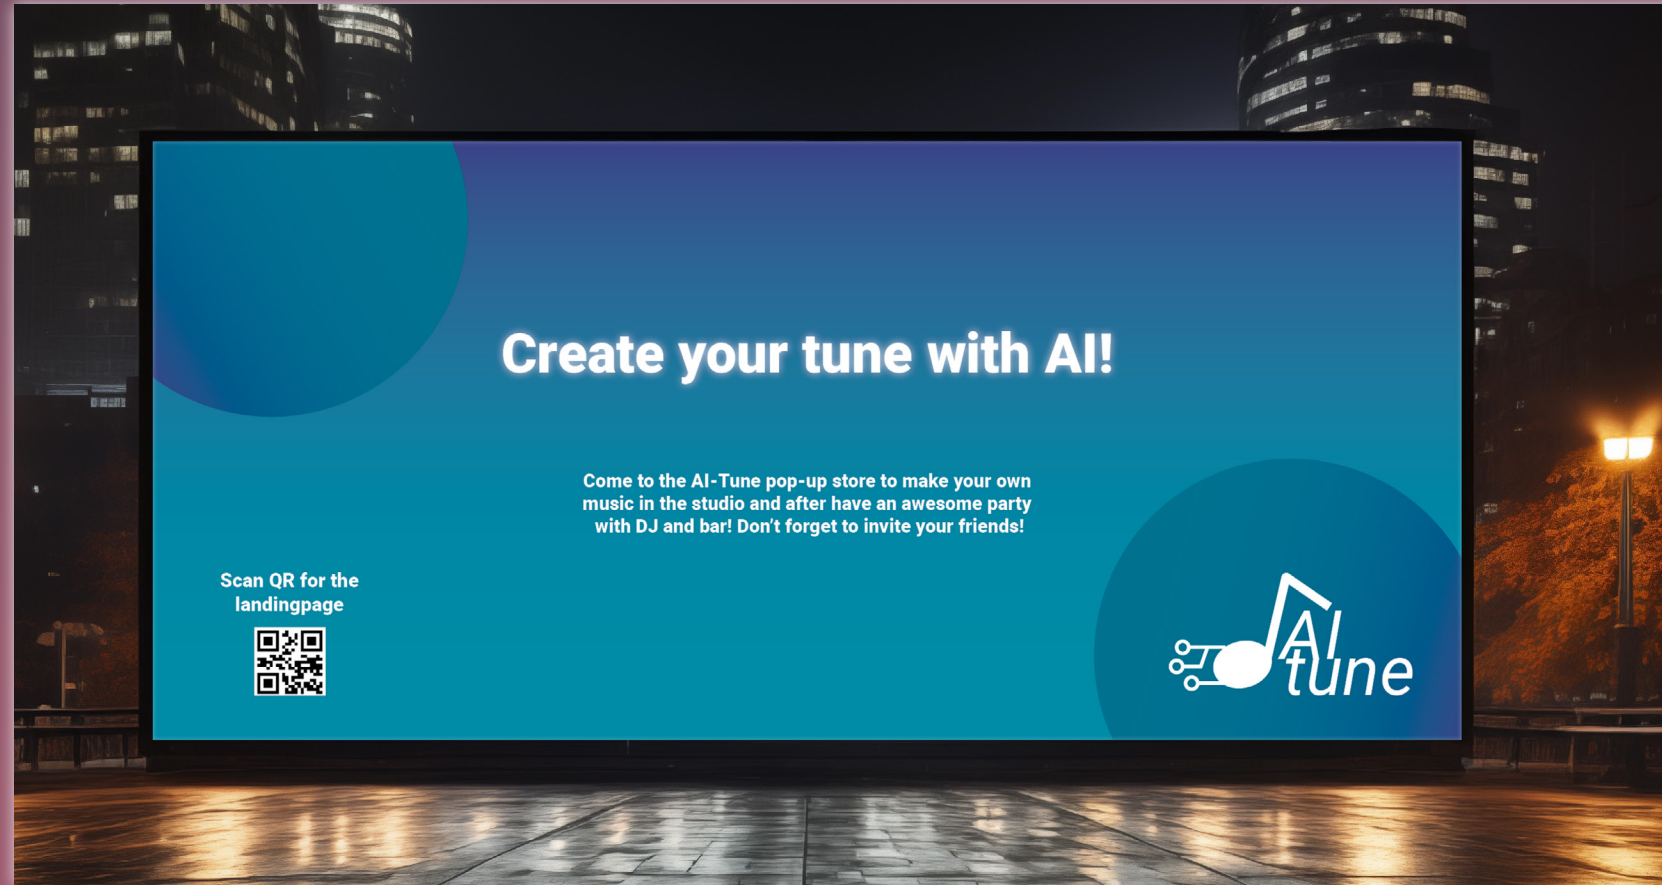 Create your tune with AI!
Come to the AI-Tune pop-up store to make your own
music in the studio and after have an awesome party
with DJ and bar! Don't forget to invite your friends!
Scan QR for the
landingpage
AI
tune